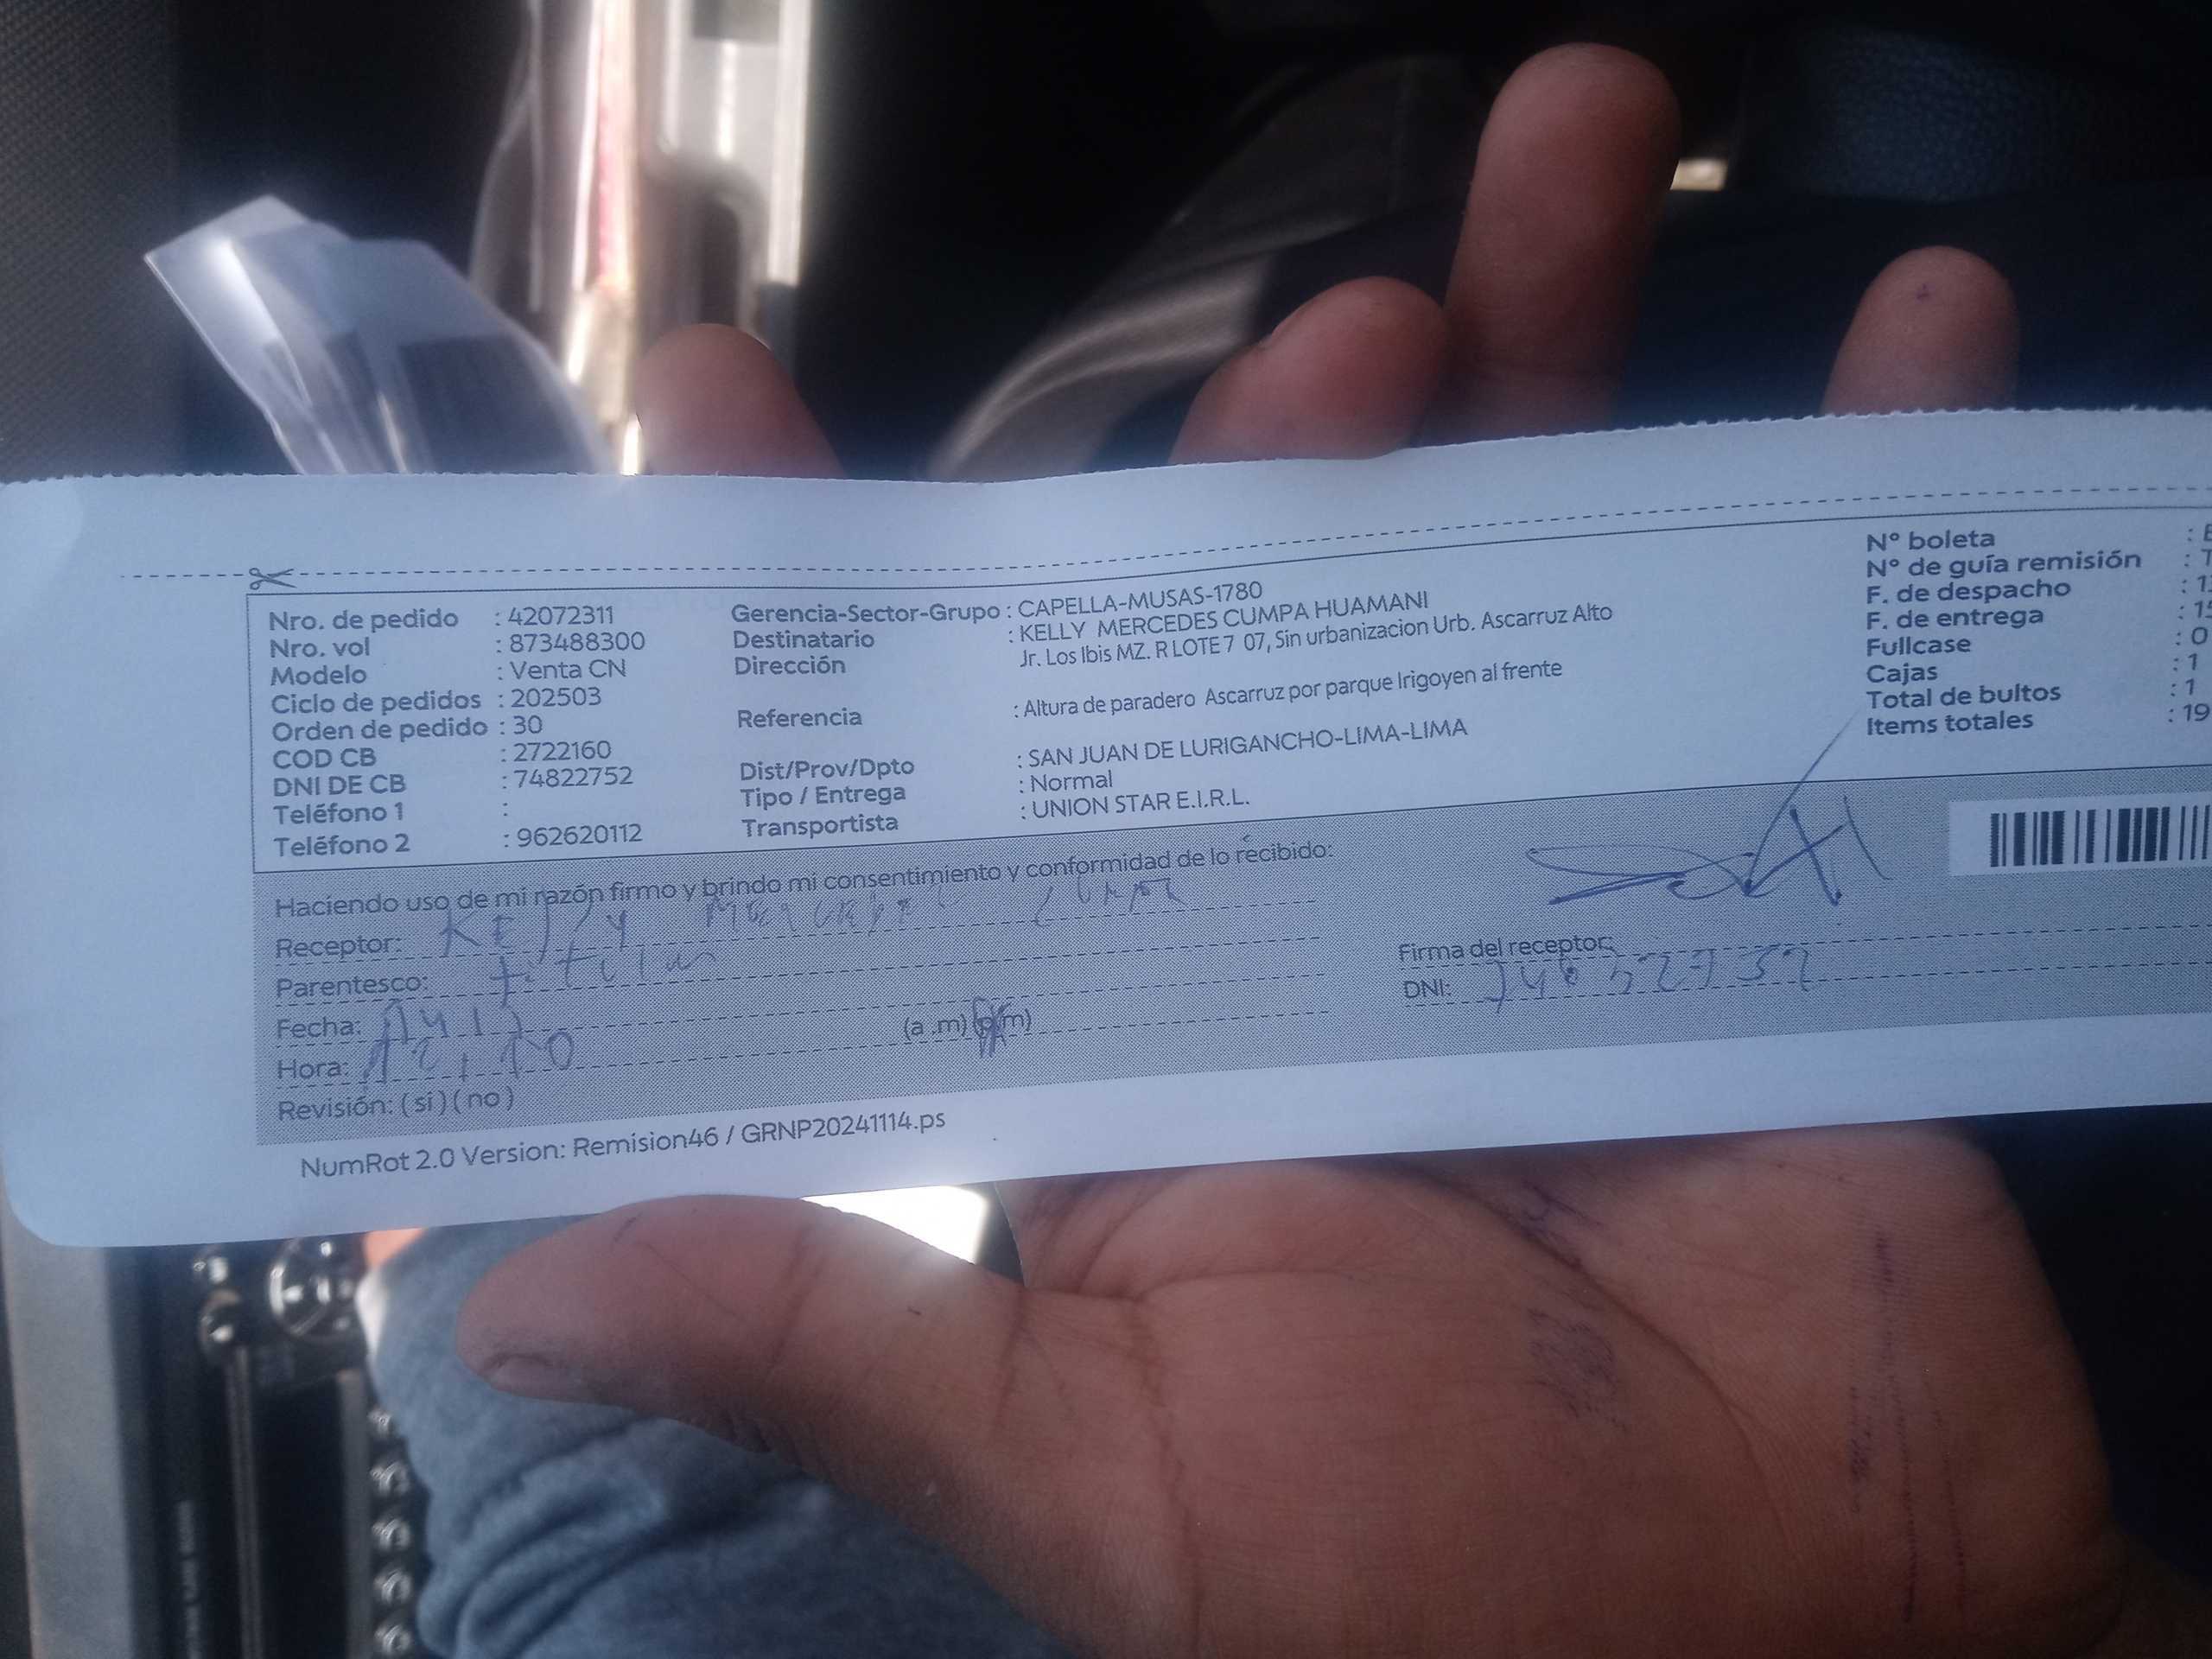 Nro. de pedido : 42072311
Nro. vol : 873488300
Modelo : Venta CN
Ciclo de pedidos : 202503
Orden de pedido : 30
COD CB : 2722160
DNI DE CB : 74822752
Teléfono 1 :
Teléfono 2 : 962620112
Gerencia-Sector-Grupo : CAPELLA-MUSAS-1780
Destinatario : KELLY MERCEDES CUMPA HUAMANI
Dirección Jr. Los Ibis MZ. R LOTE 7 07, Sin urbanizacion Urb. Ascarruz Alto
Referencia : Altura de paradero Ascarruz por parque Irigoyen al frente
Dist/Prov/Dpto : SAN JUAN DE LURIGANCHO-LIMA-LIMA
Tipo / Entrega : Normal
Transportista : UNION STAR E.I.R.L.
N° boleta :
N° de guía remisión :
F. de despacho :
F. de entrega :
Fullcase : 0
Cajas : 1
Total de bultos : 1
Items totales : 19
Haciendo uso de mi razón firmo y brindo mi consentimiento y conformidad de lo recibido:
Receptor: Kelly
Parentesco: titular
Fecha:
Hora: (a .m) (p.m)
Revisión: (si) (no)
Firma del receptor:
DNI:
NumRot 2.0 Version: Remision46 / GRNP20241114.ps